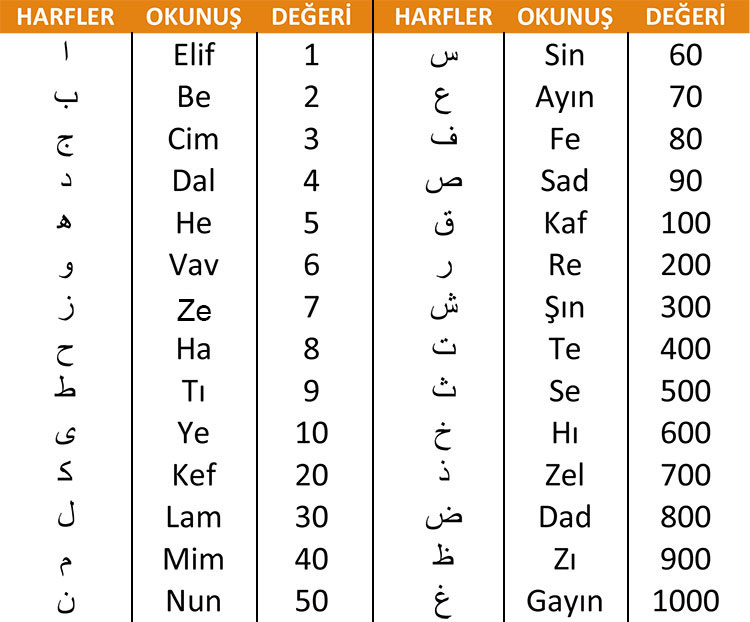 HARFLER OKUNUŞ DEĞERİ HARFLER OKUNUŞ DEĞERİ
ا Elif 1 س Sin 60
ب Be 2 ع Ayın 70
ج Cim 3 ف Fe 80
د Dal 4 ص Sad 90
ه He 5 ق Kaf 100
و Vav 6 ر Re 200
ز Ze 7 ش Şın 300
ح Ha 8 ت Te 400
ط Tı 9 ث Se 500
ى Ye 10 خ Hı 600
ك Kef 20 ذ Zel 700
ل Lam 30 ض Dad 800
م Mim 40 ظ Zı 900
ن Nun 50 غ Gayın 1000